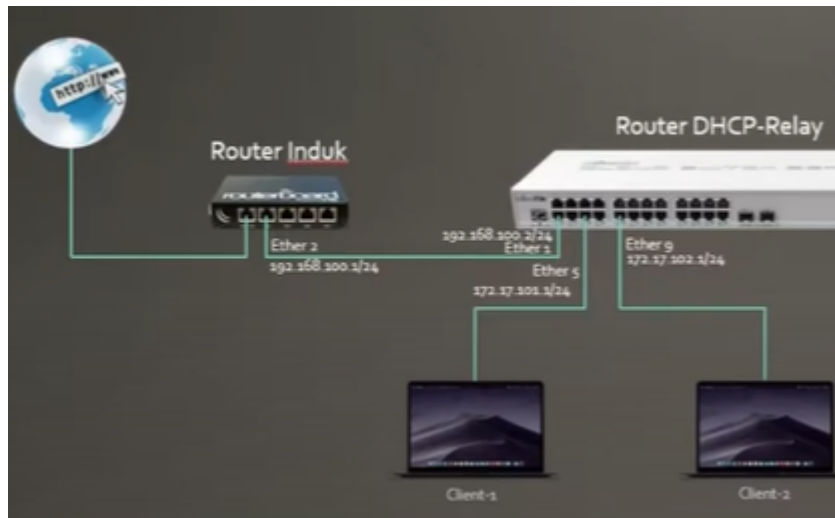 http://ww
Router Induk
Router DHCP-Relay
routerboard
Ether 2
192.168.100.1/24
192.168.100.2/24
Ether 1
Ether 5
172.17.101.1/24
Ether 9
172.17.102.1/24
Client-1
Client-2